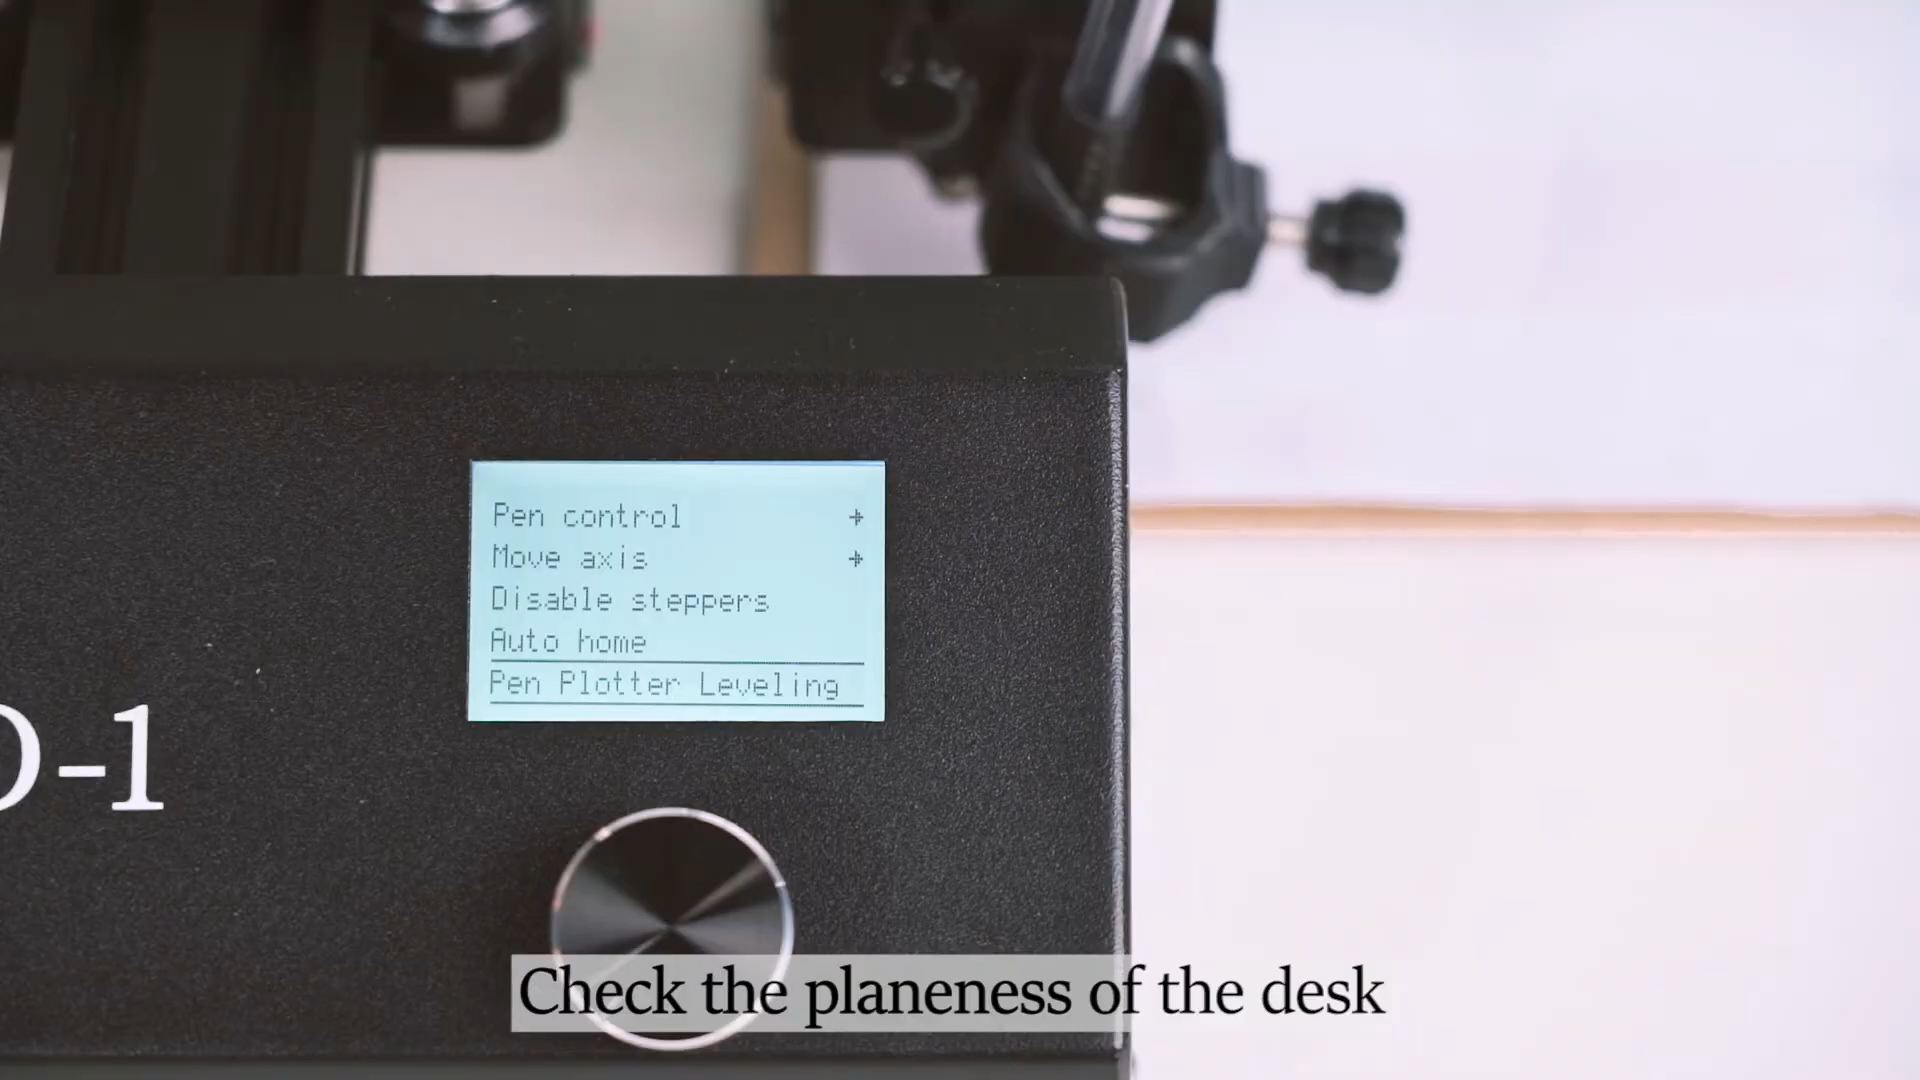 Pen control
Move axis
Disable steppers
Auto home
Pen Plotter Leveling
-1
Check the planeness of the desk